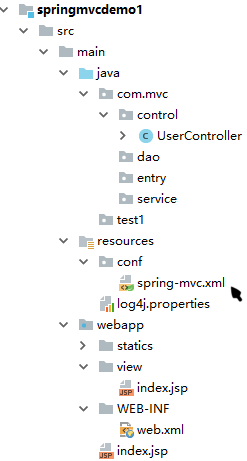 springmvcdemo1
src
main
java
com.mvc
control
UserController
dao
entry
service
test1
resources
conf
spring-mvc.xml
log4j.properties
webapp
statics
view
index.jsp
WEB-INF
web.xml
index.jsp